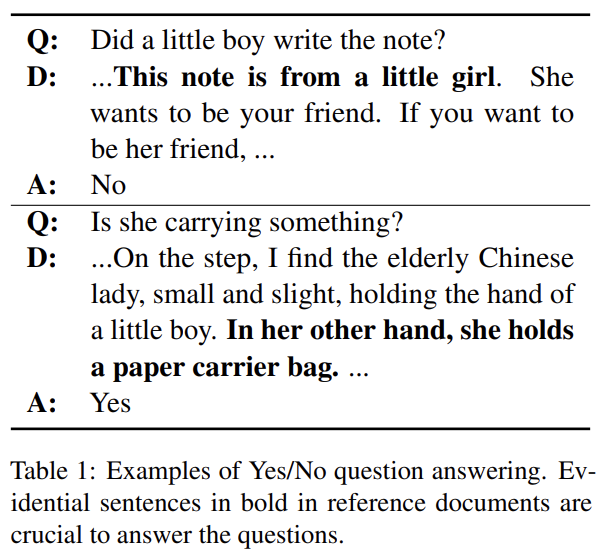 Q: Did a little boy write the note?
D: ...This note is from a little girl. She
wants to be your friend. If you want to
be her friend, ...
A: No
Q: Is she carrying something?
D: ...On the step, I find the elderly Chinese
lady, small and slight, holding the hand of
a little boy. In her other hand, she holds
a paper carrier bag. ...
A: Yes
Table 1: Examples of Yes/No question answering. Ev-
idential sentences in bold in reference documents are
crucial to answer the questions.